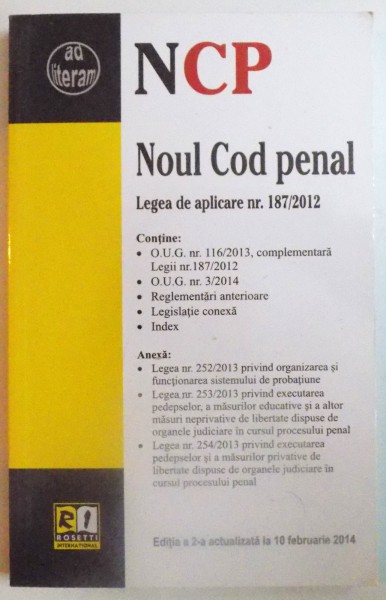 ad
literam
NCP
Noul Cod penal
Legea de aplicare nr. 187/2012
Conține:
• O.U.G. nr. 116/2013, complementară
Legii nr.187/2012
• O.U.G. nr. 3/2014
• Reglementări anterioare
• Legislație conexă
• Index
Anexă:
• Legea nr. 252/2013 privind organizarea și
funcționarea sistemului de probațiune
• Legea nr. 253/2013 privind executarea
pedepselor, a măsurilor educative și a altor
măsuri neprivative de libertate dispuse de
organele judiciare în cursul procesului penal
• Legea nr. 254/2013 privind executarea
pedepselor și a măsurilor privative de
libertate dispuse de organele judiciare în
cursul procesului penal
R I
ROSETTI
INTERNATIONAL
Ediția a 2-a actualizată la 10 februarie 2014